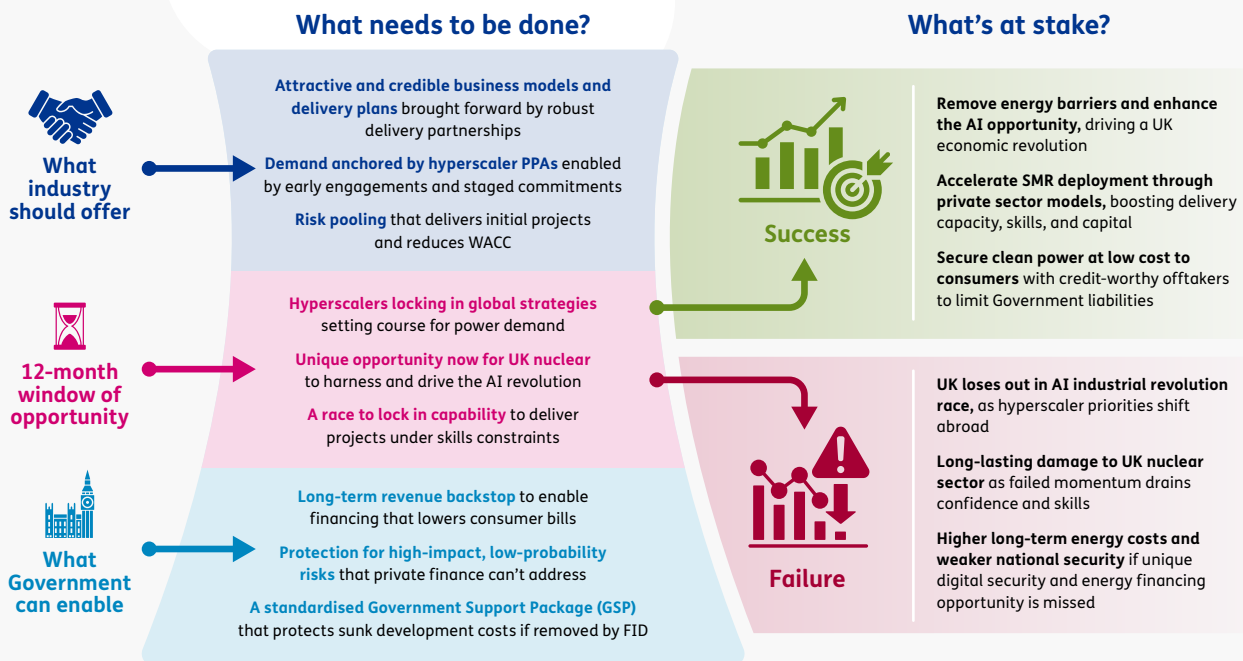 What needs to be done?
What's at stake?
What
industry
should offer
Attractive and credible business models and
delivery plans brought forward by robust
delivery partnerships
Demand anchored by hyperscaler PPAs enabled
by early engagements and staged commitments
Risk pooling that delivers initial projects
and reduces WACC
12-month
window of
opportunity
Hyperscalers locking in global strategies
setting course for power demand
Unique opportunity now for UK nuclear
to harness and drive the AI revolution
A race to lock in capability to deliver
projects under skills constraints
What
Government
can enable
Long-term revenue backstop to enable
financing that lowers consumer bills
Protection for high-impact, low-probability
risks that private finance can't address
A standardised Government Support Package (GSP)
that protects sunk development costs if removed by FID
Success
Remove energy barriers and enhance
the AI opportunity, driving a UK
economic revolution
Accelerate SMR deployment through
private sector models, boosting delivery
capacity, skills, and capital
Secure clean power at low cost to
consumers with credit-worthy offtakers
to limit Government liabilities
Failure
UK loses out in AI industrial revolution
race, as hyperscaler priorities shift
abroad
Long-lasting damage to UK nuclear
sector as failed momentum drains
confidence and skills
Higher long-term energy costs and
weaker national security if unique
digital security and energy financing
opportunity is missed